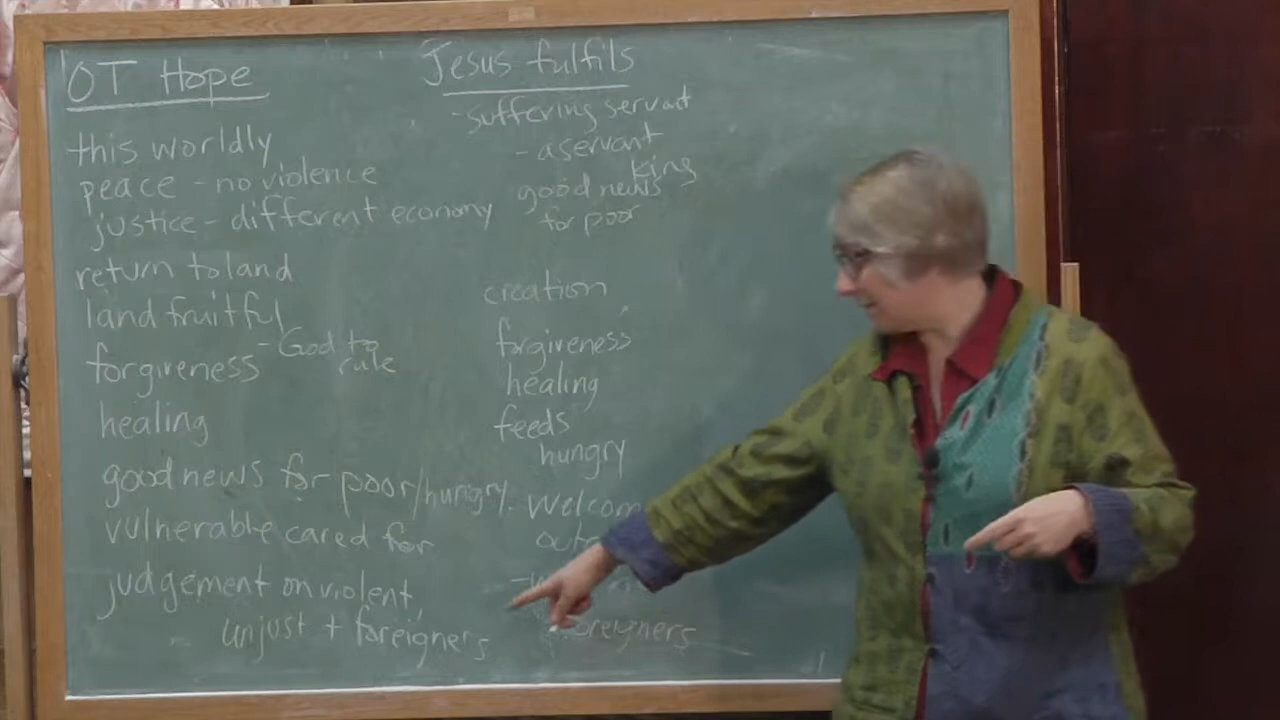 OT Hope
this worldly
peace - no violence
justice - different economy
return to land
land fruitful
- God to
rule
forgiveness
healing
good news for poor/hungry.
vulnerable cared for
judgement on violent,
unjust + foreigners
Jesus fulfils
- suffering servant
- a servant
king
good news
for poor
creation
forgiveness
healing
feeds
hungry
foreigners